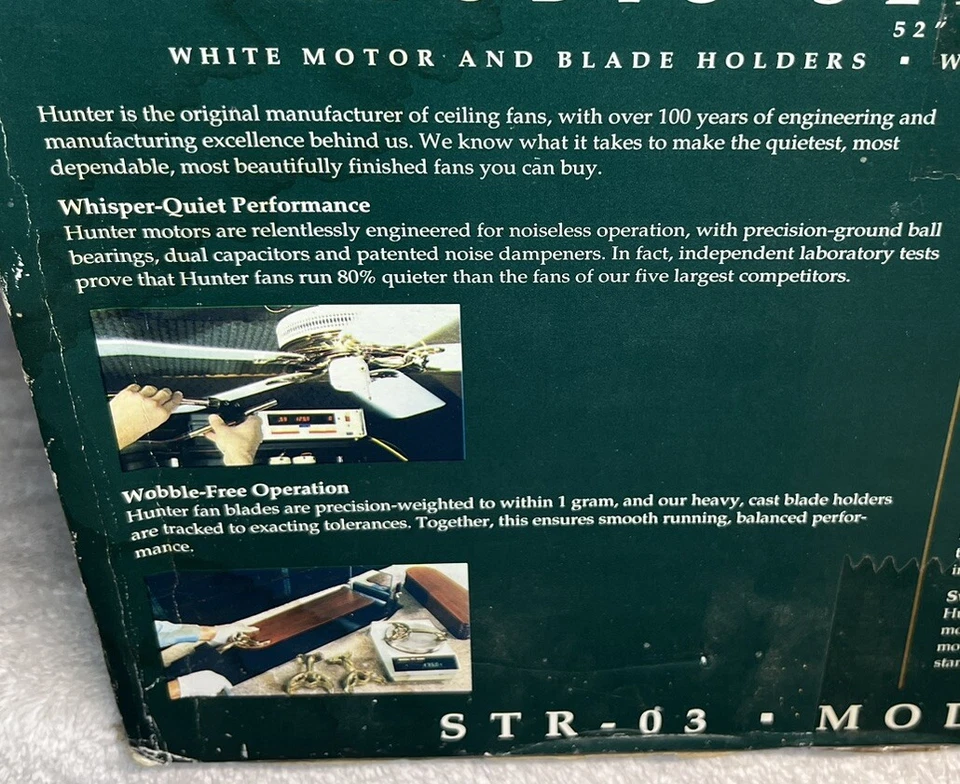 52"
WHITE MOTOR AND BLADE HOLDERS ▪ W
Hunter is the original manufacturer of ceiling fans, with over 100 years of engineering and
manufacturing excellence behind us. We know what it takes to make the quietest, most
dependable, most beautifully finished fans you can buy.
Whisper-Quiet Performance
Hunter motors are relentlessly engineered for noiseless operation, with precision-ground ball
bearings, dual capacitors and patented noise dampeners. In fact, independent laboratory tests
prove that Hunter fans run 80% quieter than the fans of our five largest competitors.
Wobble-Free Operation
Hunter fan blades are precision-weighted to within 1 gram, and our heavy, cast blade holders
are tracked to exacting tolerances. Together, this ensures smooth running, balanced perfor-
mance.
STR-03 ▪ MOD